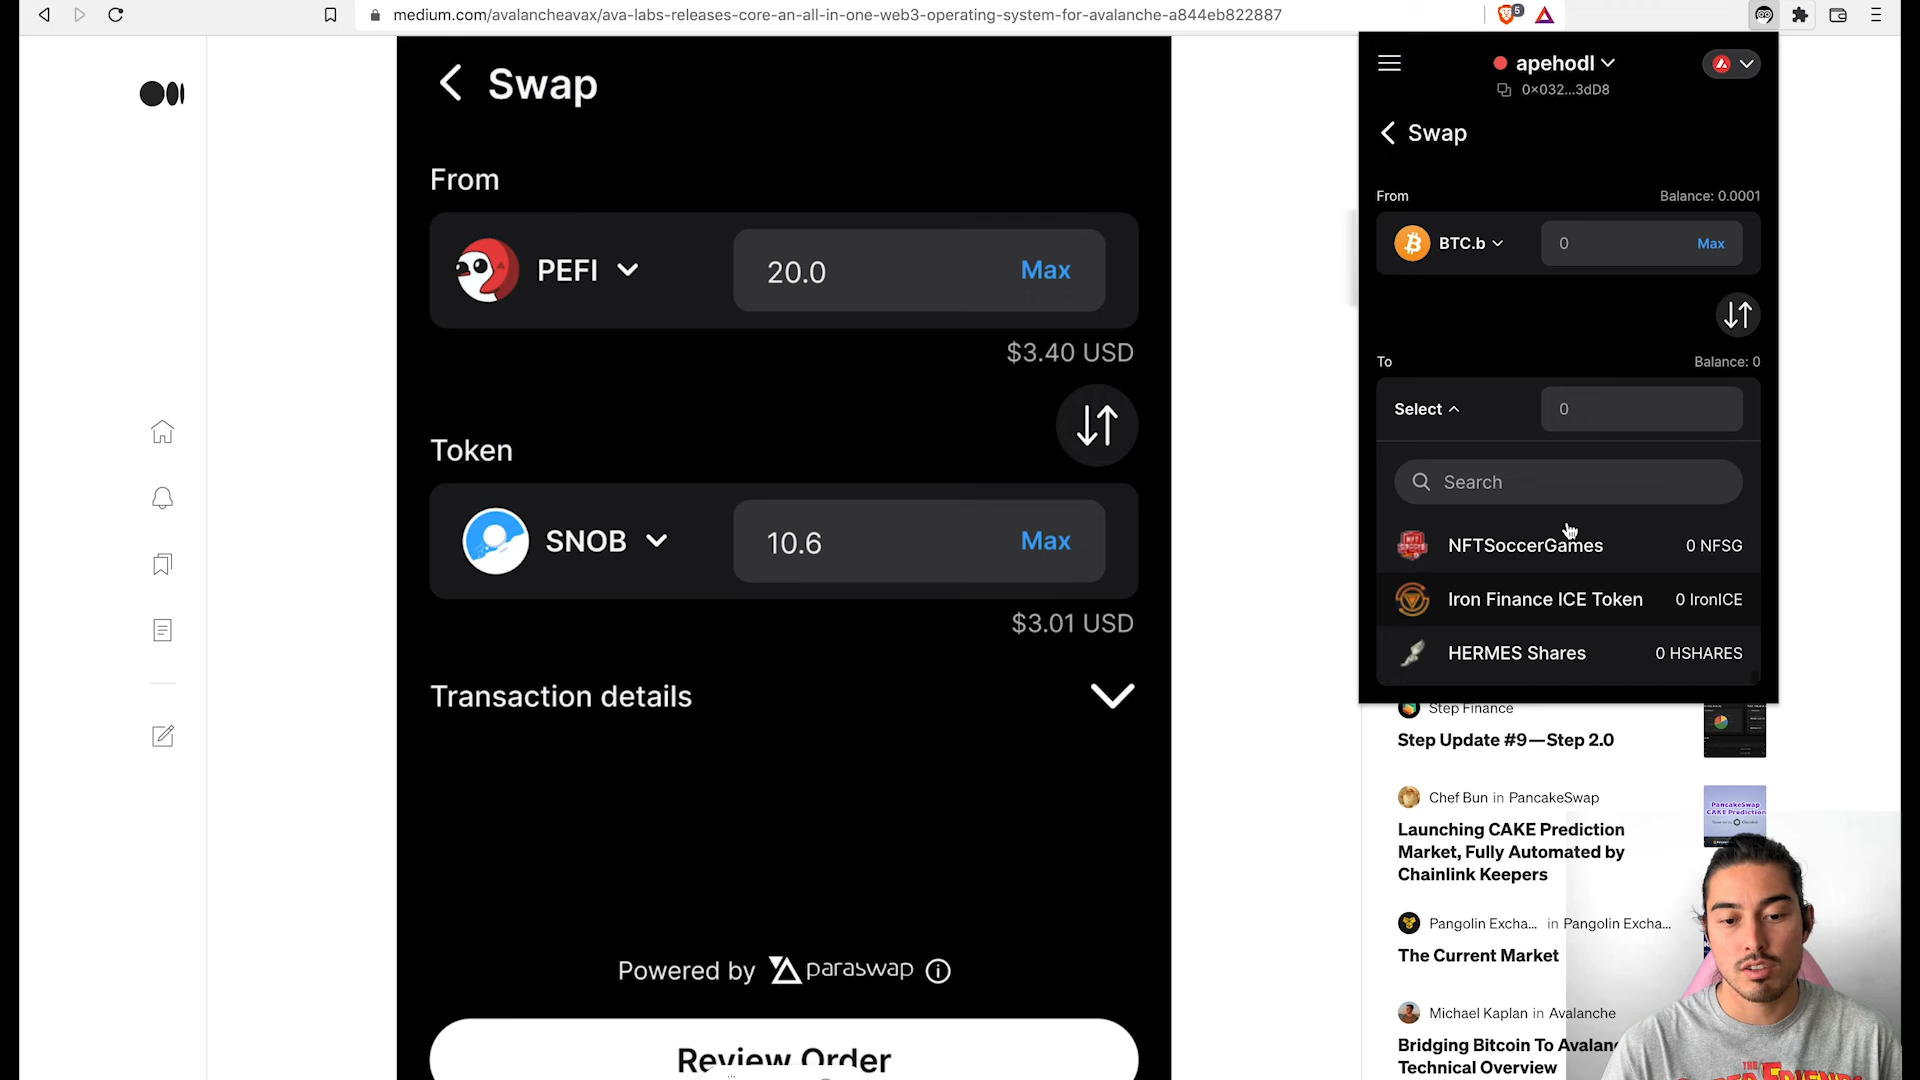 medium.com/avalancheavax/ava-labs-releases-core-an-all-in-one-web3-operating-system-for-avalanche-a844eb822887
5
Swap
From
PEFI
20.0
Max
$3.40 USD
Token
SNOB
10.6
Max
$3.01 USD
Transaction details
Powered by paraswap
Review Order
apehodl
0x032...3dD8
Swap
From
Balance: 0.0001
BTC.b
0
Max
To
Balance: 0
Select
0
Search
NFTSoccerGames
0 NFSG
Iron Finance ICE Token
0 IronICE
HERMES Shares
0 HSHARES
Step Finance
Step Update #9—Step 2.0
Chef Bun in PancakeSwap
Launching CAKE Prediction
Market, Fully Automated by
Chainlink Keepers
PancakeSwap
CAKE Prediction
Pangolin Excha... in Pangolin Excha...
The Current Market
Michael Kaplan in Avalanche
Bridging Bitcoin To Avalan
Technical Overview
THE